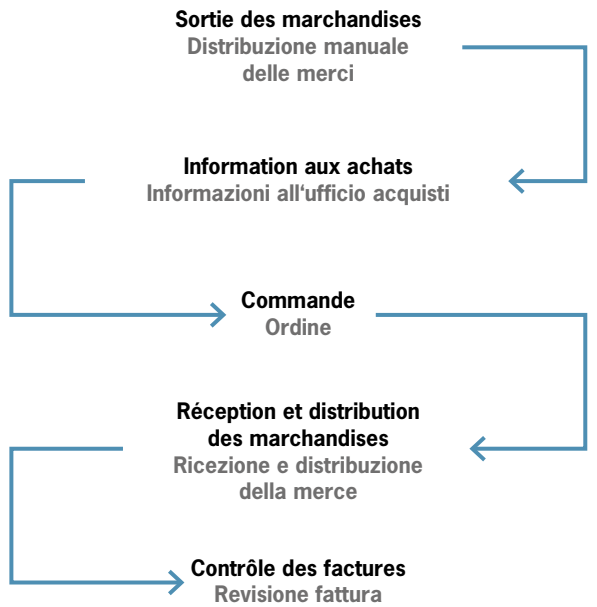 Sortie des marchandises
Distribuzione manuale
delle merci
Information aux achats
Informazioni all‘ufficio acquisti
Commande
Ordine
Réception et distribution
des marchandises
Ricezione e distribuzione
della merce
Contrôle des factures
Revisione fattura